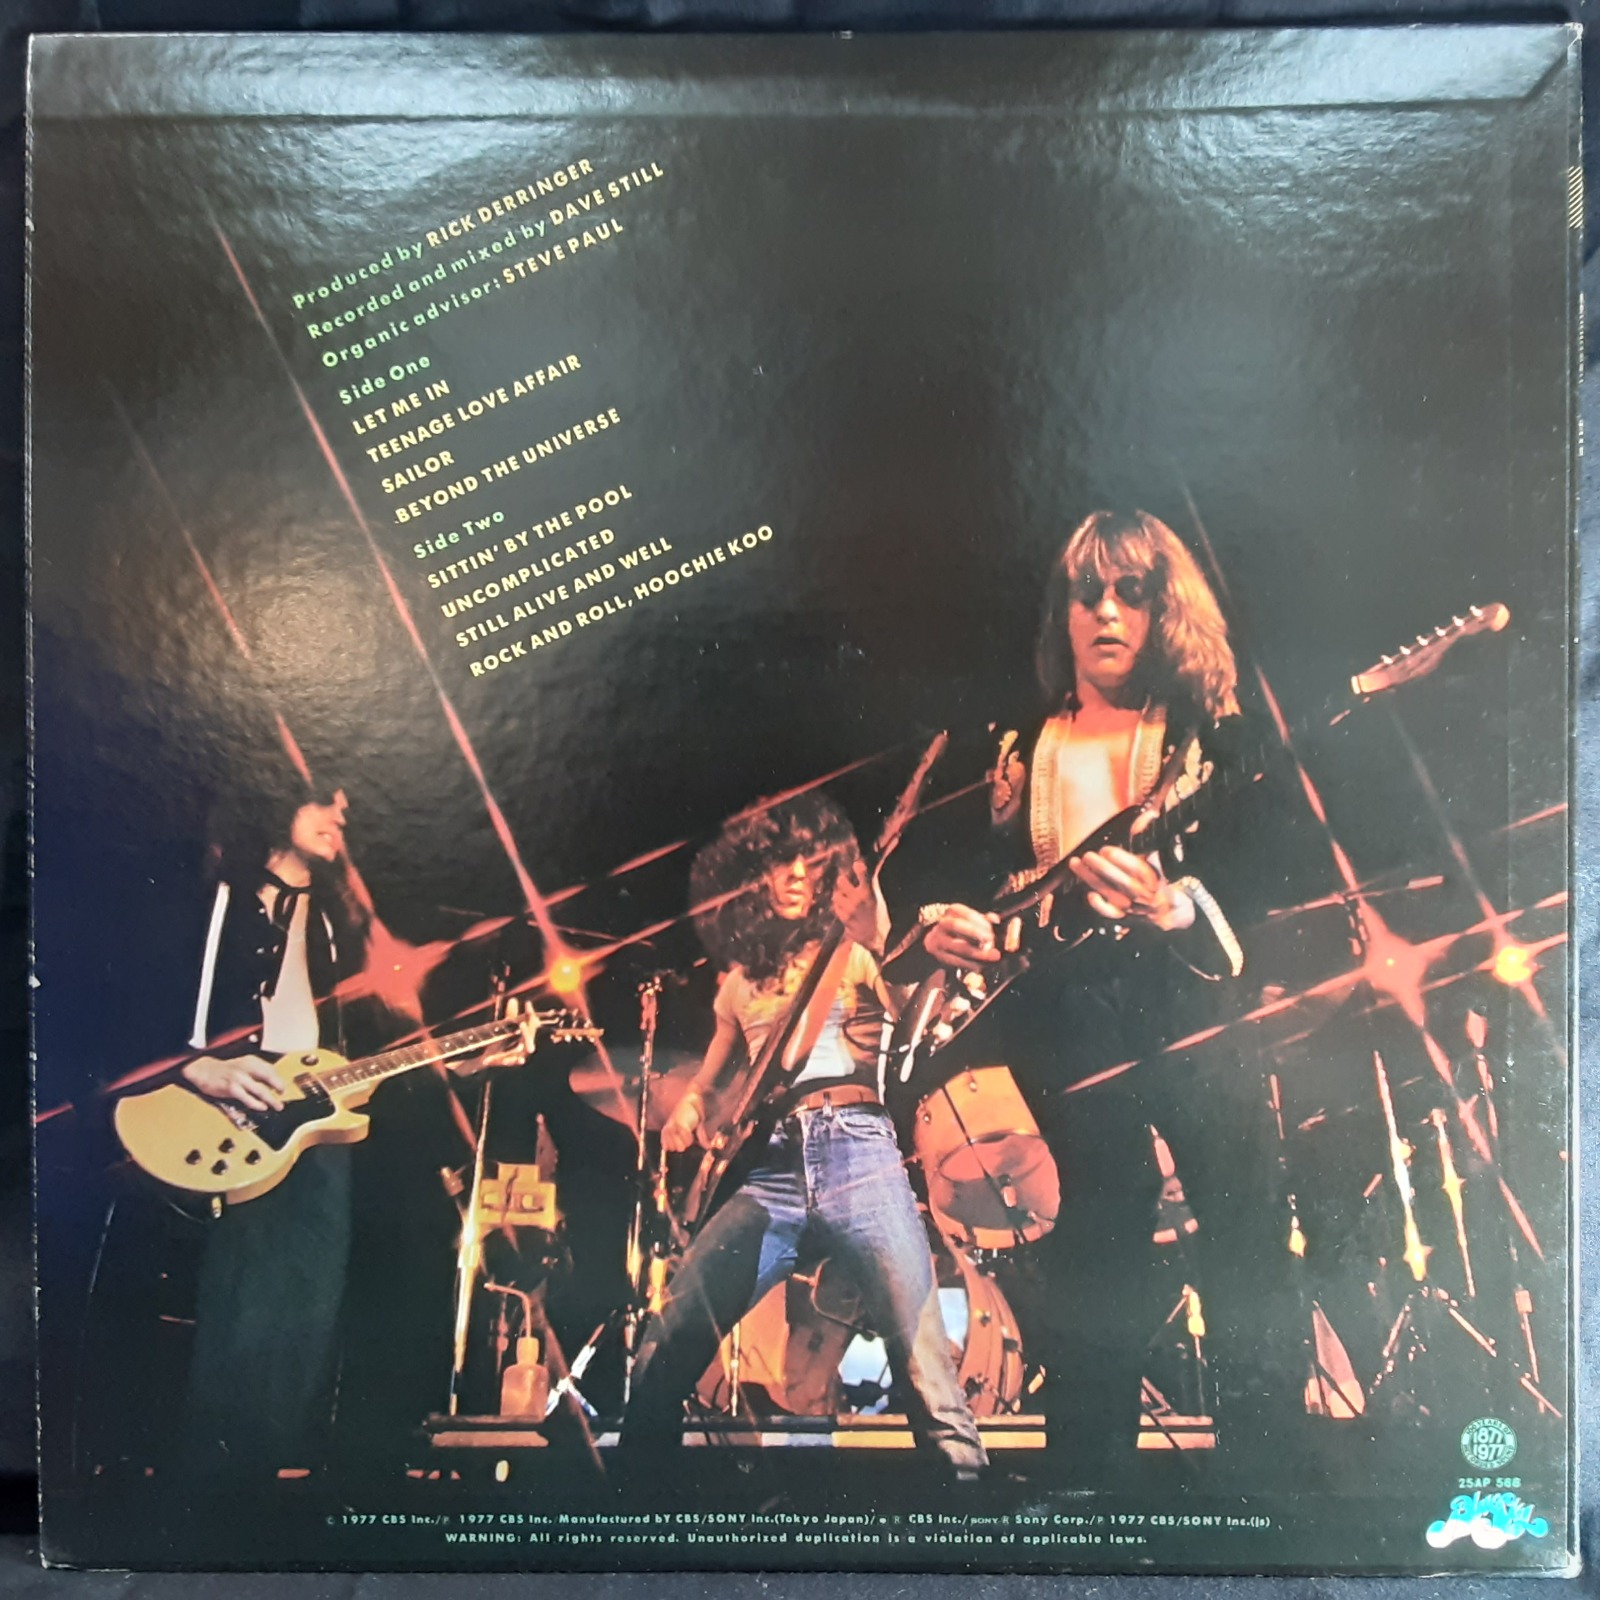 Produced by RICK DERRINGER
Recorded and mixed by DAVE STILL
Organic advisor: STEVE PAUL
Side One
LET ME IN
TEENAGE LOVE AFFAIR
SAILOR
BEYOND THE UNIVERSE
Side Two
SITTIN' BY THE POOL
UNCOMPLICATED
STILL ALIVE AND WELL
ROCK AND ROLL, HOOCHIE KOO
1877
1977
25AP 588
Blue Sky
© 1977 CBS Inc./℗ 1977 CBS Inc. Manufactured bY CBS/SONY Inc.(Tokyo Japan)/ ® CBS Inc./SONY ® Sony Corp./℗ 1977 CBS/SONY Inc.(Js)
WARNING: All rights reserved. Unauthorized duplication is a violation of applicable laws.